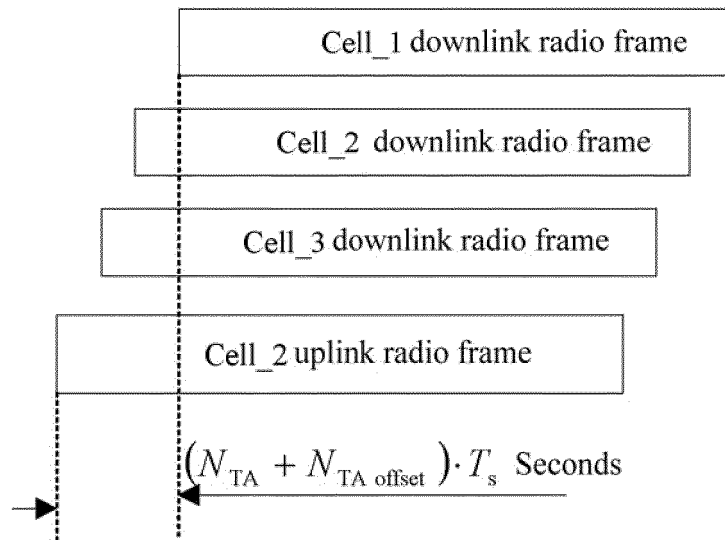 Cell_1 downlink radio frame
Cell_2 downlink radio frame
Cell_3 downlink radio frame
Cell_2 uplink radio frame
(N_TA + N_TA offset) · T_s Seconds